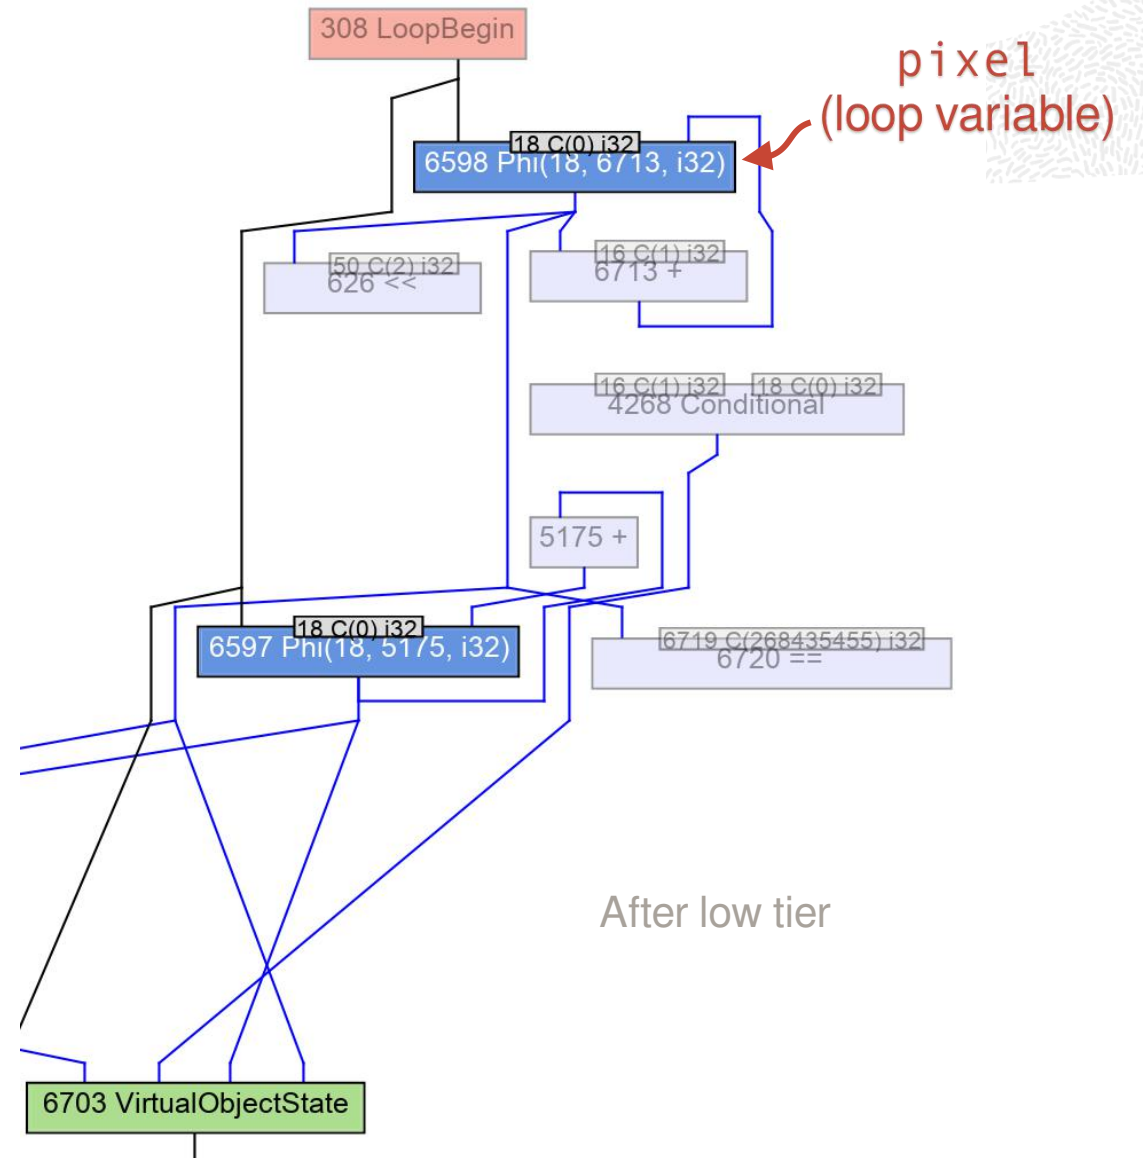 308 LoopBegin
pixel
(loop variable)
18 C(0) i32
6598 Phi(18, 6713, i32)
50 C(2) i32
626 <<
16 C(1) i32
6713 +
16 C(1) i32
18 C(0) i32
4268 Conditional
5175 +
18 C(0) i32
6597 Phi(18, 5175, i32)
6719 C(268435455) i32
6720 ==
After low tier
6703 VirtualObjectState